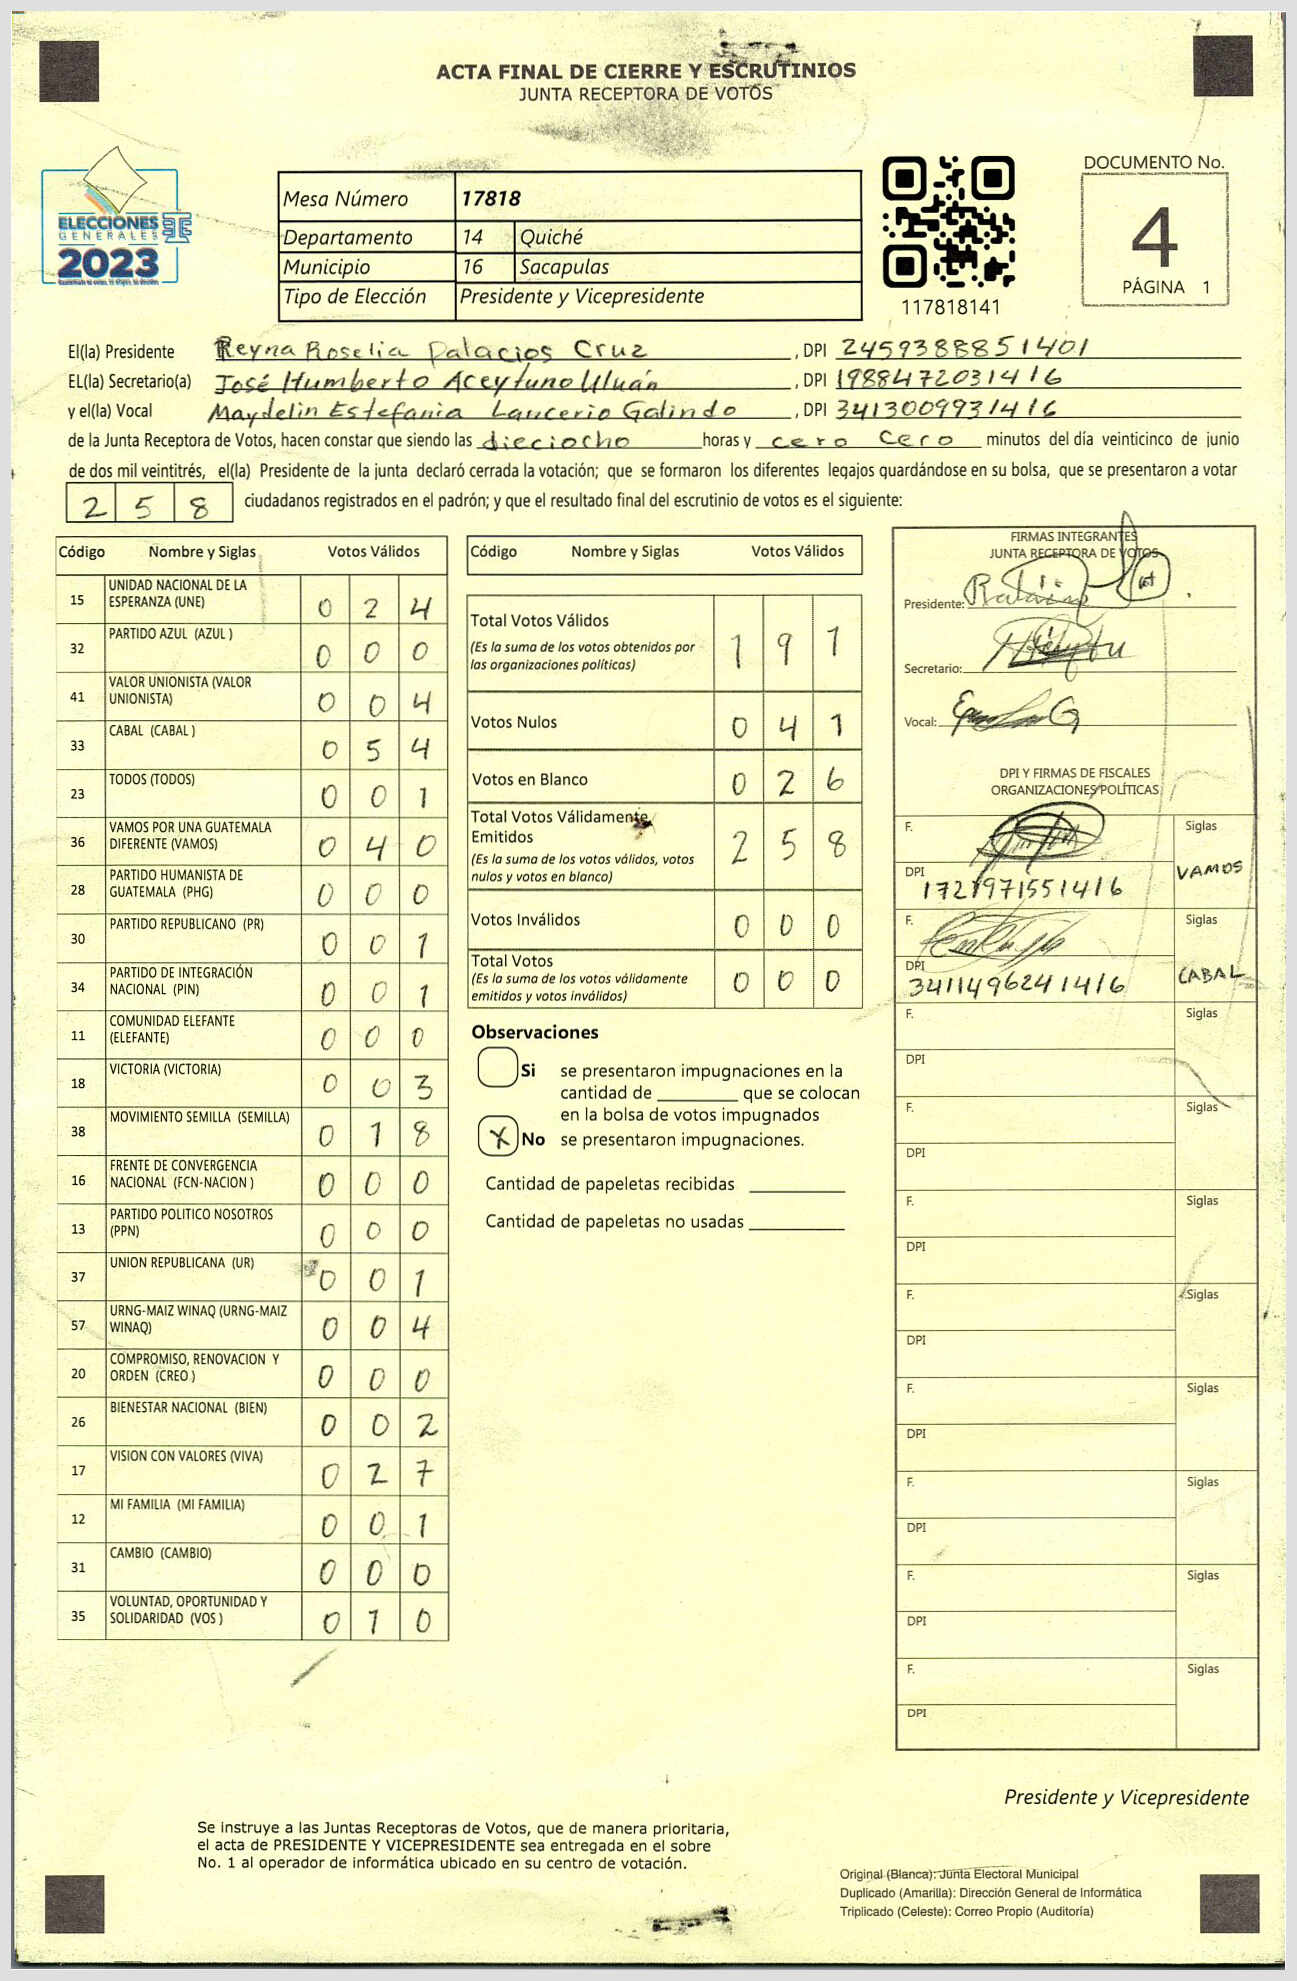 ACTA FINAL DE CIERRE Y ESCRUTINIOS
JUNTA RECEPTORA DE VOTOS
ELECCIONES
GENERALES
2023
Mesa Número 17818
Departamento 14 Quiché
Municipio 16 Sacapulas
Tipo de Elección Presidente y Vicepresidente
117818141
DOCUMENTO No.
4
PÁGINA 1
El(la) Presidente Reyna Roselia Palacios Cruz, DPI 2459388851401
EL(la) Secretario(a) José Humberto Aceytuno Uluán, DPI 1988472031416
y el(la) Vocal Maydelin Estefania Lancerio Galindo, DPI 3413009931416
de la Junta Receptora de Votos, hacen constar que siendo las dieciocho horas y cero cero minutos del día veinticinco de junio
de dos mil veintitrés, el(la) Presidente de la junta declaró cerrada la votación; que se formaron los diferentes legajos quardándose en su bolsa, que se presentaron a votar
258 ciudadanos registrados en el padrón; y que el resultado final del escrutinio de votos es el siguiente:
Código Nombre y Siglas Votos Válidos
15 UNIDAD NACIONAL DE LA ESPERANZA (UNE) 0 2 4
32 PARTIDO AZUL (AZUL ) 0 0 0
41 VALOR UNIONISTA (VALOR UNIONISTA) 0 0 4
33 CABAL (CABAL ) 0 5 4
23 TODOS (TODOS) 0 0 1
36 VAMOS POR UNA GUATEMALA DIFERENTE (VAMOS) 0 4 0
28 PARTIDO HUMANISTA DE GUATEMALA (PHG) 0 0 0
30 PARTIDO REPUBLICANO (PR) 0 0 1
34 PARTIDO DE INTEGRACIÓN NACIONAL (PIN) 0 0 1
11 COMUNIDAD ELEFANTE (ELEFANTE) 0 0 0
18 VICTORIA (VICTORIA) 0 0 3
38 MOVIMIENTO SEMILLA (SEMILLA) 0 1 8
16 FRENTE DE CONVERGENCIA NACIONAL (FCN-NACION ) 0 0 0
13 PARTIDO POLITICO NOSOTROS (PPN) 0 0 0
37 UNION REPUBLICANA (UR) 0 0 1
57 URNG-MAIZ WINAQ (URNG-MAIZ WINAQ) 0 0 4
20 COMPROMISO, RENOVACION Y ORDEN (CREO ) 0 0 0
26 BIENESTAR NACIONAL (BIEN) 0 0 2
17 VISION CON VALORES (VIVA) 0 2 7
12 MI FAMILIA (MI FAMILIA) 0 0 1
31 CAMBIO (CAMBIO) 0 0 0
35 VOLUNTAD, OPORTUNIDAD Y SOLIDARIDAD (VOS ) 0 1 0
Código Nombre y Siglas Votos Válidos
Total Votos Válidos
(Es la suma de los votos obtenidos por
las organizaciones políticas) 1 9 1
Votos Nulos 0 4 1
Votos en Blanco 0 2 6
Total Votos Válidamente
Emitidos
(Es la suma de los votos válidos, votos
nulos y votos en blanco) 2 5 8
Votos Inválidos 0 0 0
Total Votos
(Es la suma de los votos válidamente
emitidos y votos inválidos) 0 0 0
Observaciones
Si se presentaron impugnaciones en la
cantidad de ________ que se colocan
en la bolsa de votos impugnados
X No se presentaron impugnaciones.
Cantidad de papeletas recibidas
Cantidad de papeletas no usadas
FIRMAS INTEGRANTES
JUNTA RECEPTORA DE VOTOS
Presidente:
Secretario:
Vocal:
DPI Y FIRMAS DE FISCALES
ORGANIZACIONES POLÍTICAS
F. Siglas
DPI 1721971551416 VAMOS
F. Siglas
DPI 3411496241416 CABAL
F. Siglas
DPI
F. Siglas
DPI
F. Siglas
DPI
F. Siglas
DPI
F. Siglas
DPI
F. Siglas
DPI
F. Siglas
DPI
F. Siglas
DPI
Presidente y Vicepresidente
Se instruye a las Juntas Receptoras de Votos, que de manera prioritaria,
el acta de PRESIDENTE Y VICEPRESIDENTE sea entregada en el sobre
No. 1 al operador de informática ubicado en su centro de votación.
Original (Blanca): Junta Electoral Municipal
Duplicado (Amarilla): Dirección General de Informática
Triplicado (Celeste): Correo Propio (Auditoría)